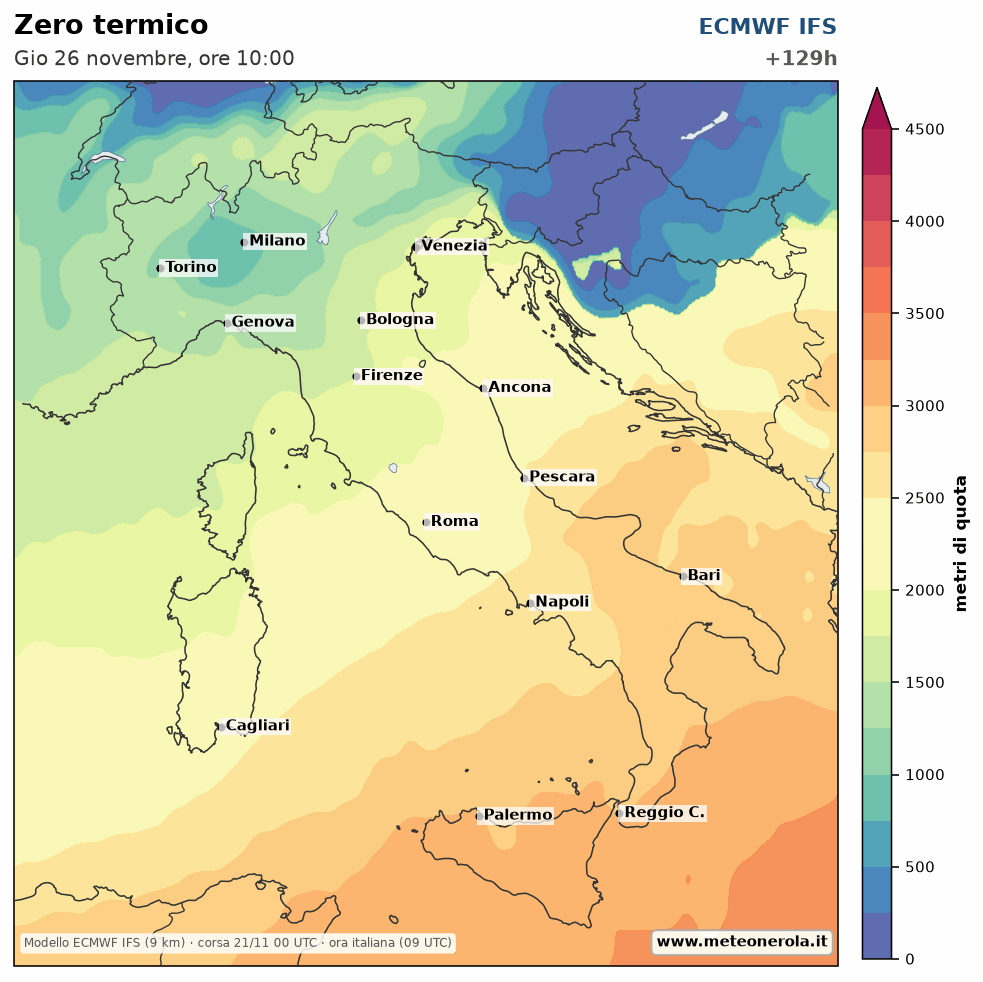 Zero termico
ECMWF IFS
Gio 26 novembre, ore 10:00
+129h
Milano
Venezia
Torino
Genova
Bologna
Firenze
Ancona
Pescara
Roma
Bari
Napoli
Cagliari
Palermo
Reggio C.
4500
4000
3500
3000
2500
2000
1500
1000
500
0
metri di quota
Modello ECMWF IFS (9 km) · corsa 21/11 00 UTC · ora italiana (09 UTC)
www.meteonerola.it